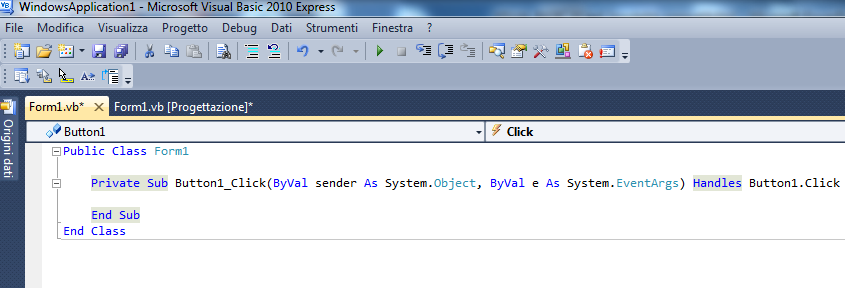 WindowsApplication1 - Microsoft Visual Basic 2010 Express
File Modifica Visualizza Progetto Debug Dati Strumenti Finestra ?
Form1.vb* Form1.vb [Progettazione]*
Button1 Click
Origini dati
Public Class Form1
Private Sub Button1_Click(ByVal sender As System.Object, ByVal e As System.EventArgs) Handles Button1.Click
End Sub
End Class